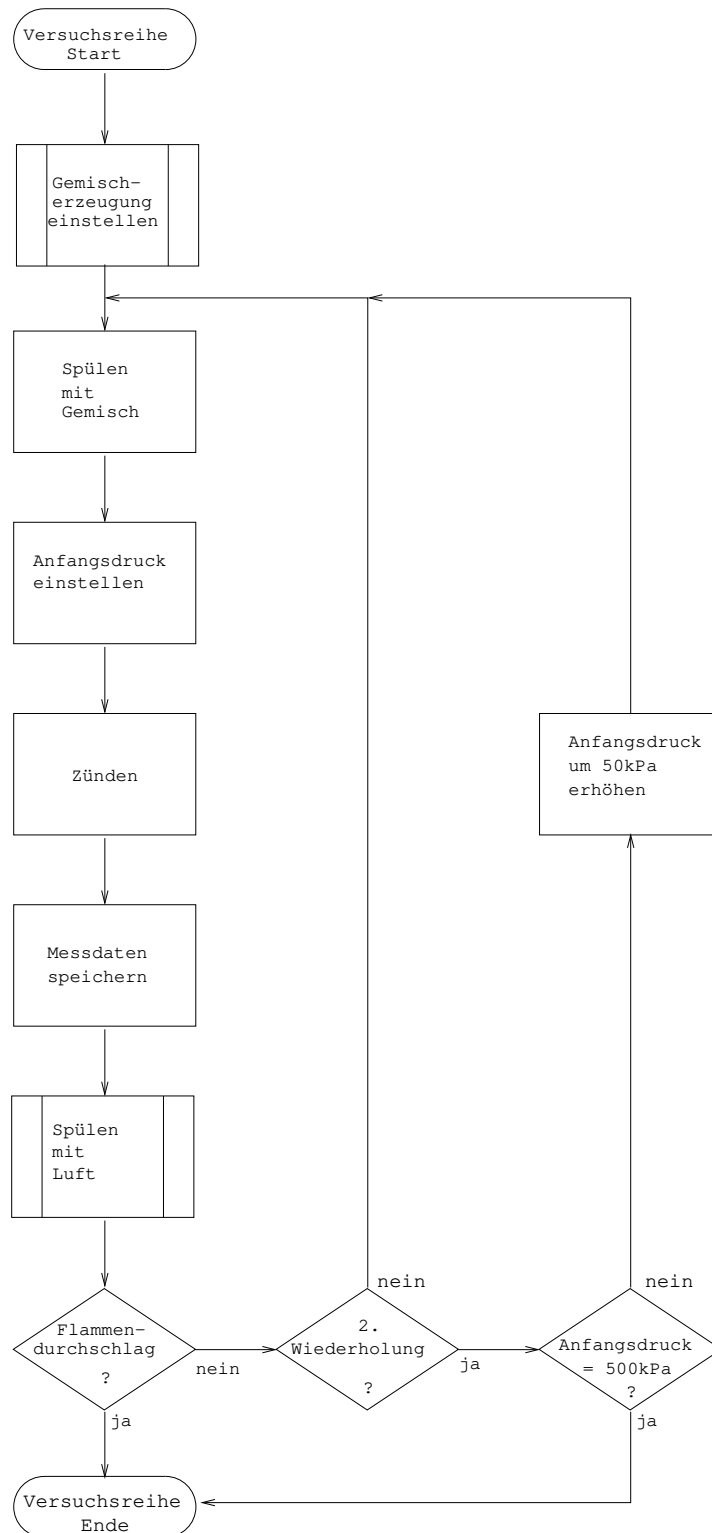 Versuchsreihe
Start
Gemisch-
erzeugung
einstellen
Spülen
mit
Gemisch
Anfangsdruck
einstellen
Zünden
Anfangsdruck
um 50kPa
erhöhen
Messdaten
speichern
Spülen
mit
Luft
nein
nein
Flammen-
durchschlag
?
nein
ja
2.
Wiederholung
?
ja
Anfangsdruck
= 500kPa
?
ja
Versuchsreihe
Ende